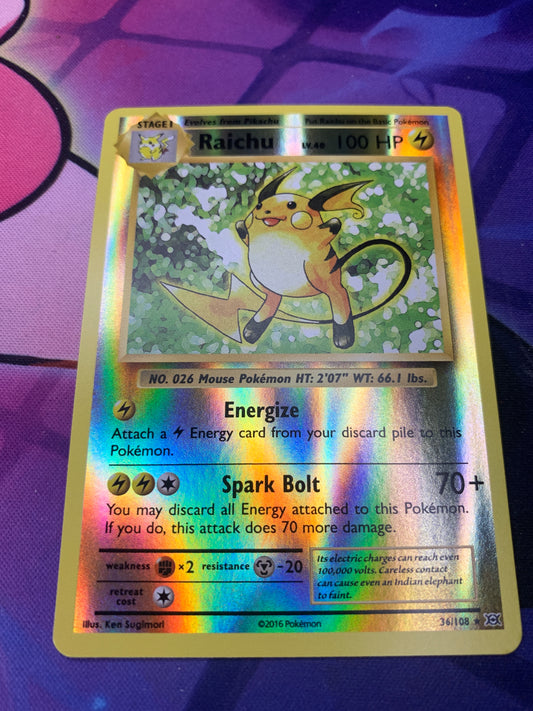 STAGE 1 Evolves from Pikachu Put Raichu on the Basic Pokémon.
Raichu LV.40 100 HP
NO. 026 Mouse Pokémon HT: 2'07" WT: 66.1 lbs.
Energize
Attach a Energy card from your discard pile to this
Pokémon.
Spark Bolt 70+
You may discard all Energy attached to this Pokémon.
If you do, this attack does 70 more damage.
weakness ×2 resistance -20
retreat
cost
Its electric charges can reach even
100,000 volts. Careless contact
can cause even an Indian elephant
to faint.
Illus. Ken Sugimori ©2016 Pokémon 36/108 ★